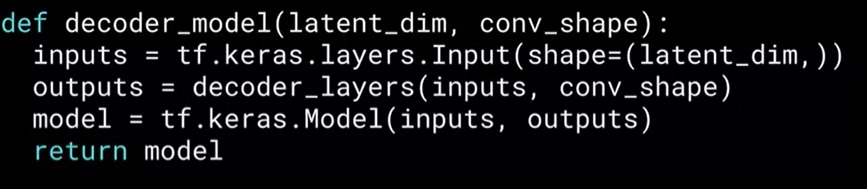 def decoder_model(latent_dim, conv_shape):
  inputs = tf.keras.layers.Input(shape=(latent_dim,))
  outputs = decoder_layers(inputs, conv_shape)
  model = tf.keras.Model(inputs, outputs)
  return model